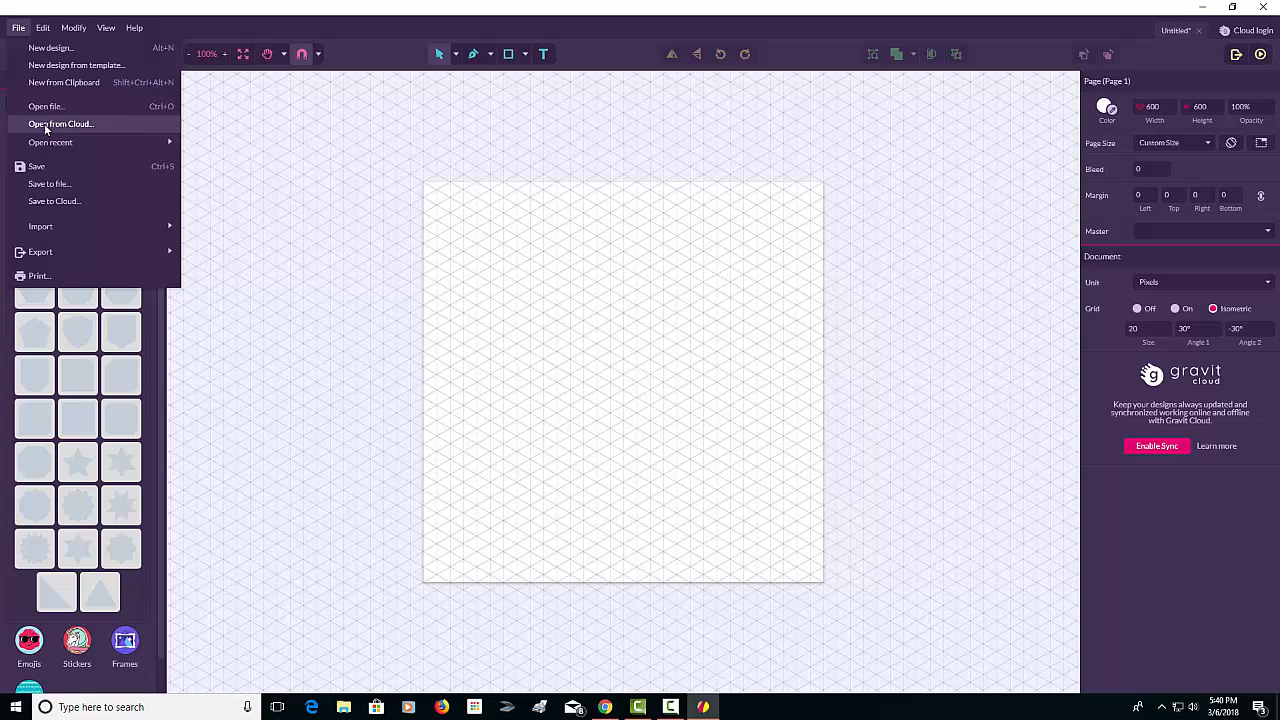 File Edit Modify View Help
Untitled* × Cloud login
New design... Alt+N
New design from template...
New from Clipboard Shift+Ctrl+Alt+N
Open file... Ctrl+O
Open from Cloud...
Open recent
Save Ctrl+S
Save to file...
Save to Cloud...
Import
Export
Print...
- 100% +
T
Page (Page 1)
W 600 H 600 100%
Color Width Height Opacity
Page Size Custom Size
Bleed 0
Margin 0 0 0 0
Left Top Right Bottom
Master
Document
Unit Pixels
Grid Off On Isometric
20 30° -30°
Size Angle 1 Angle 2
gravit
cloud
Keep your designs always updated and
synchronized working online and offline
with Gravit Cloud.
Enable Sync Learn more
Emojis Stickers Frames
Type here to search
5:40 PM
3/6/2018